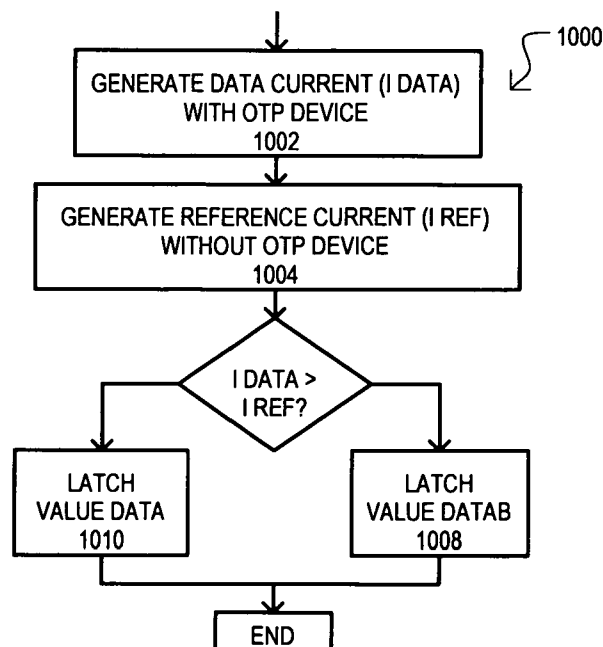 1000
GENERATE DATA CURRENT (I DATA)
WITH OTP DEVICE
1002
GENERATE REFERENCE CURRENT (I REF)
WITHOUT OTP DEVICE
1004
I DATA >
I REF?
LATCH
VALUE DATA
1010
LATCH
VALUE DATAB
1008
END